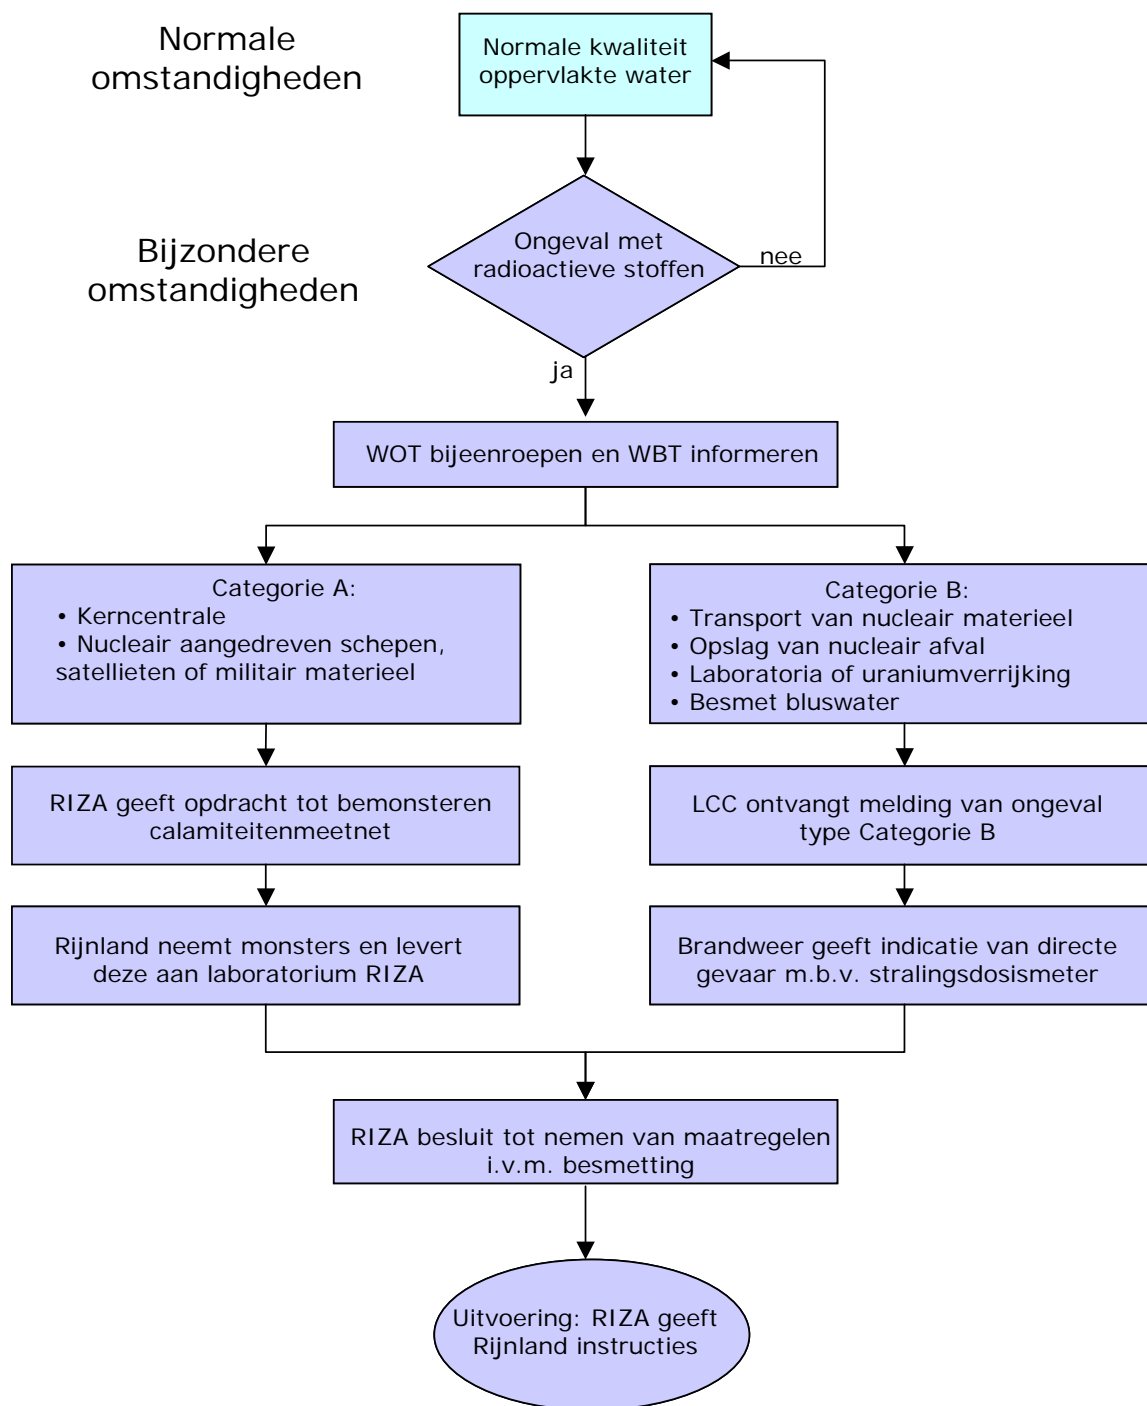 Normale
omstandigheden
Normale kwaliteit
oppervlakte water
Bijzondere
omstandigheden
Ongeval met
radioactieve stoffen
nee
ja
WOT bijeenroepen en WBT informeren
Categorie A:
• Kerncentrale
• Nucleair aangedreven schepen,
satellieten of militair materieel
Categorie B:
• Transport van nucleair materieel
• Opslag van nucleair afval
• Laboratoria of uraniumverrijking
• Besmet bluswater
RIZA geeft opdracht tot bemonsteren
calamiteitenmeetnet
LCC ontvangt melding van ongeval
type Categorie B
Rijnland neemt monsters en levert
deze aan laboratorium RIZA
Brandweer geeft indicatie van directe
gevaar m.b.v. stralingsdosismeter
RIZA besluit tot nemen van maatregelen
i.v.m. besmetting
Uitvoering: RIZA geeft
Rijnland instructies